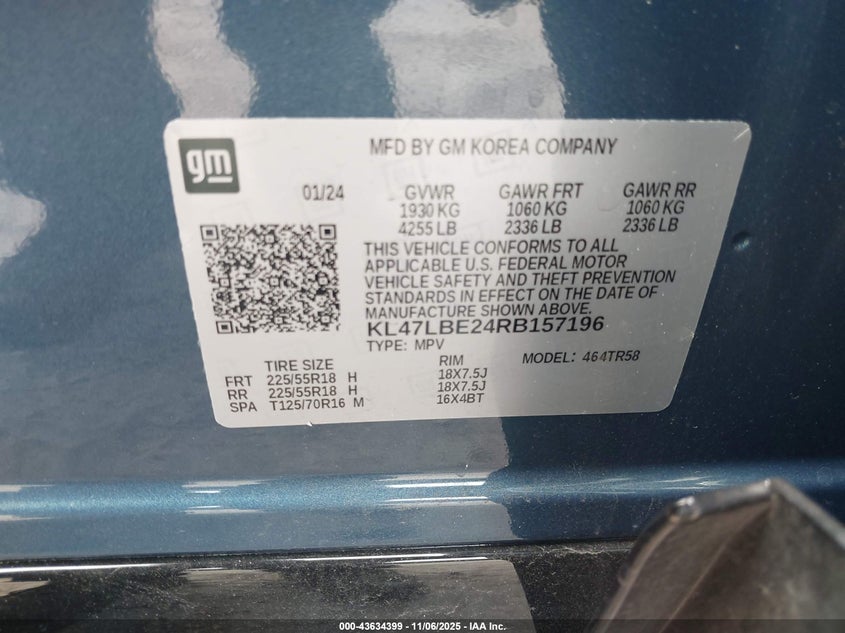 gm
MFD BY GM KOREA COMPANY
01/24 GVWR GAWR FRT GAWR RR
1930 KG 1060 KG 1060 KG
4255 LB 2336 LB 2336 LB
THIS VEHICLE CONFORMS TO ALL
APPLICABLE U.S. FEDERAL MOTOR
VEHICLE SAFETY AND THEFT PREVENTION
STANDARDS IN EFFECT ON THE DATE OF
MANUFACTURE SHOWN ABOVE.
KL47LBE24RB157196
TYPE: MPV MODEL: 464TR58
TIRE SIZE RIM
FRT 225/55R18 H 18X7.5J
RR 225/55R18 H 18X7.5J
SPA T125/70R16 M 16X4BT
000-43634399 - 11/06/2025 - IAA Inc.